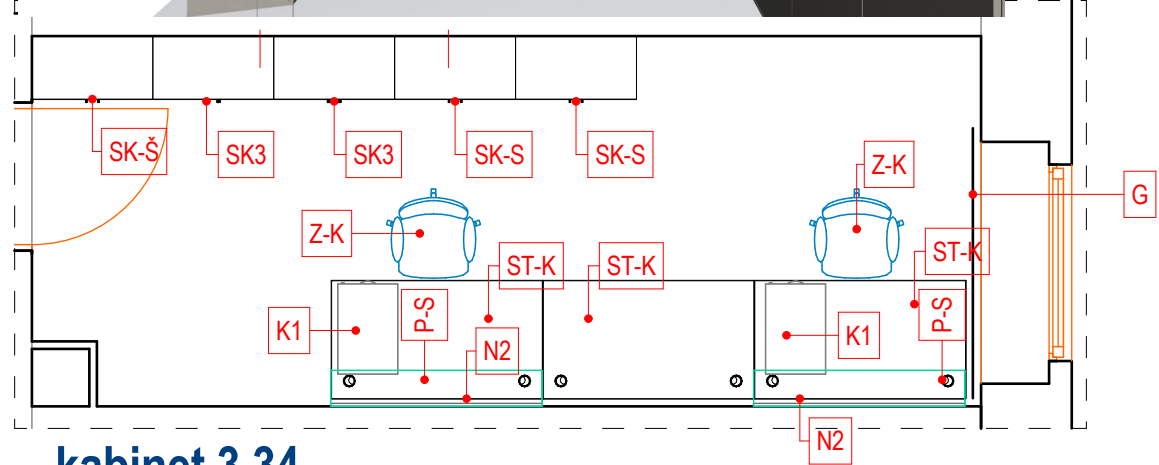 SK-Š
SK3
SK3
SK-S
SK-S
Z-K
G
Z-K
ST-K
ST-K
ST-K
K1
P-S
N2
K1
P-S
N2
kabinet 3.34